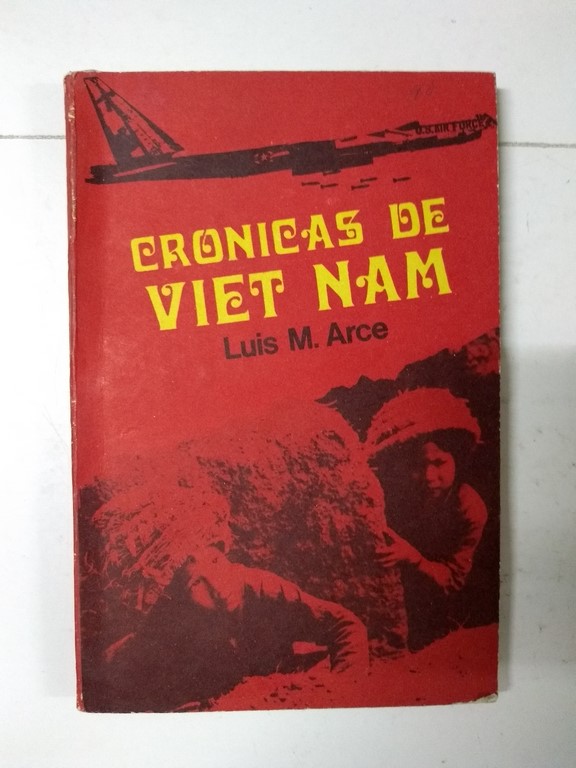 U.S. AIR FORCE
CRONICAS DE
VIET NAM
Luis M. Arce